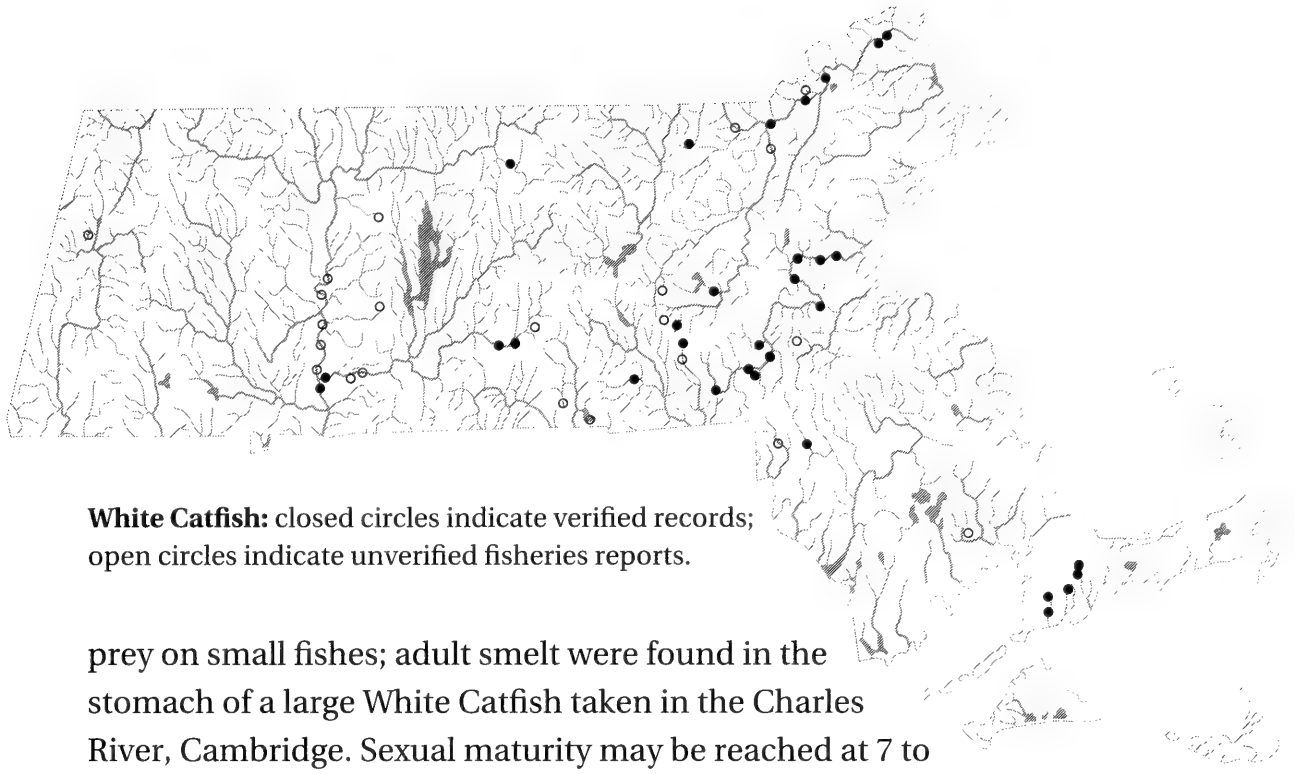 White Catfish: closed circles indicate verified records;
open circles indicate unverified fisheries reports.
prey on small fishes; adult smelt were found in the
stomach of a large White Catfish taken in the Charles
River, Cambridge. Sexual maturity may be reached at 7 to